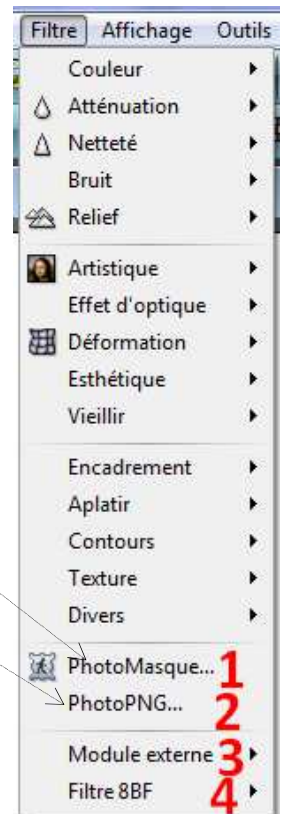 Filtre Affichage Outils
Couleur
Atténuation
Netteté
Bruit
Relief
Artistique
Effet d'optique
Déformation
Esthétique
Vieillir
Encadrement
Aplatir
Contours
Texture
Divers
PhotoMasque... 1
PhotoPNG... 2
Module externe 3
Filtre 8BF 4